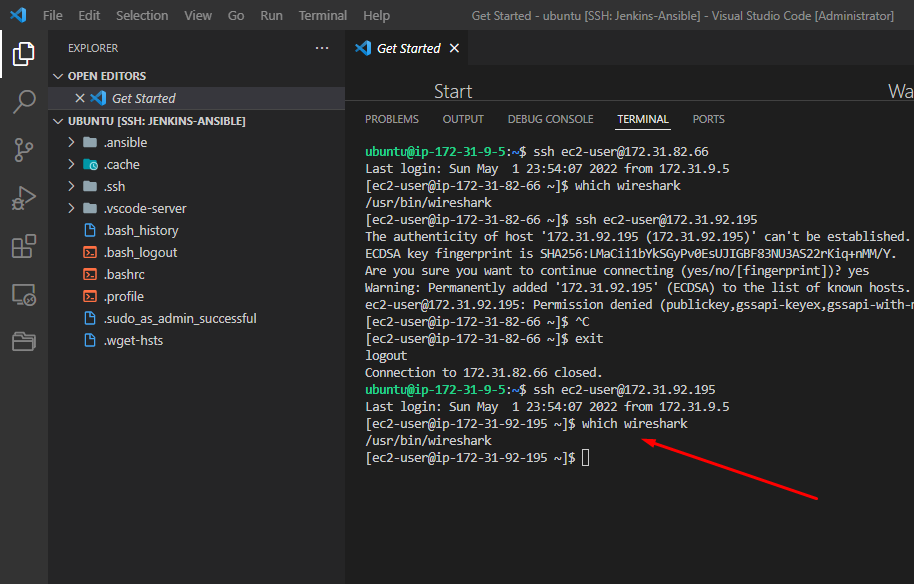 File Edit Selection View Go Run Terminal Help Get Started - ubuntu [SSH: Jenkins-Ansible] - Visual Studio Code [Administrator]
EXPLORER ...
OPEN EDITORS
Get Started
UBUNTU [SSH: JENKINS-ANSIBLE]
.ansible
.cache
.ssh
.vscode-server
.bash_history
.bash_logout
.bashrc
.profile
.sudo_as_admin_successful
.wget-hsts
Get Started
Start Wa
PROBLEMS OUTPUT DEBUG CONSOLE TERMINAL PORTS
ubuntu@ip-172-31-9-5:~$ ssh ec2-user@172.31.82.66
Last login: Sun May  1 23:54:07 2022 from 172.31.9.5
[ec2-user@ip-172-31-82-66 ~]$ which wireshark
/usr/bin/wireshark
[ec2-user@ip-172-31-82-66 ~]$ ssh ec2-user@172.31.92.195
The authenticity of host '172.31.92.195 (172.31.92.195)' can't be established.
ECDSA key fingerprint is SHA256:LMaCii1bYkSGyPv0EsUJIGBF83NU3AS22rKiq+nMM/Y.
Are you sure you want to continue connecting (yes/no/[fingerprint])? yes
Warning: Permanently added '172.31.92.195' (ECDSA) to the list of known hosts.
ec2-user@172.31.92.195: Permission denied (publickey,gssapi-keyex,gssapi-with-
[ec2-user@ip-172-31-82-66 ~]$ ^C
[ec2-user@ip-172-31-82-66 ~]$ exit
logout
Connection to 172.31.82.66 closed.
ubuntu@ip-172-31-9-5:~$ ssh ec2-user@172.31.92.195
Last login: Sun May  1 23:54:07 2022 from 172.31.9.5
[ec2-user@ip-172-31-92-195 ~]$ which wireshark
/usr/bin/wireshark
[ec2-user@ip-172-31-92-195 ~]$